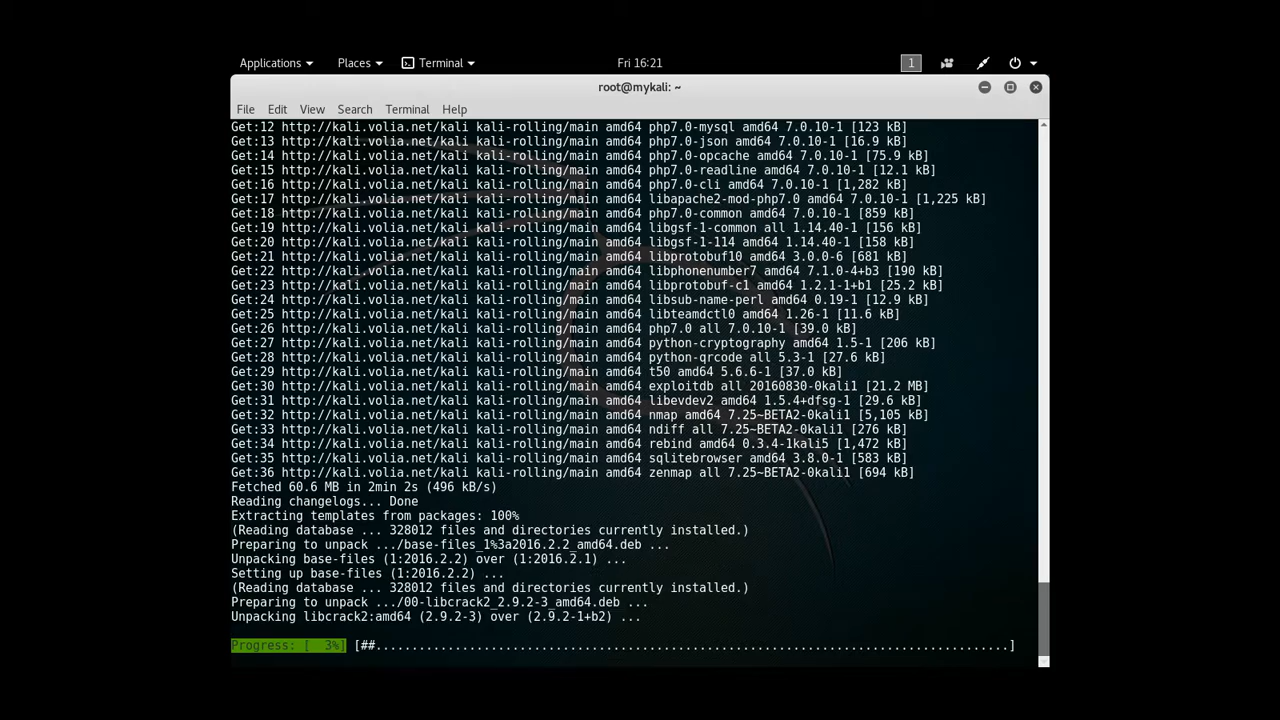 Applications Places Terminal Fri 16:21 1
root@mykali: ~
File Edit View Search Terminal Help
Get:12 http://kali.volia.net/kali kali-rolling/main amd64 php7.0-mysql amd64 7.0.10-1 [123 kB]
Get:13 http://kali.volia.net/kali kali-rolling/main amd64 php7.0-json amd64 7.0.10-1 [16.9 kB]
Get:14 http://kali.volia.net/kali kali-rolling/main amd64 php7.0-opcache amd64 7.0.10-1 [75.9 kB]
Get:15 http://kali.volia.net/kali kali-rolling/main amd64 php7.0-readline amd64 7.0.10-1 [12.1 kB]
Get:16 http://kali.volia.net/kali kali-rolling/main amd64 php7.0-cli amd64 7.0.10-1 [1,282 kB]
Get:17 http://kali.volia.net/kali kali-rolling/main amd64 libapache2-mod-php7.0 amd64 7.0.10-1 [1,225 kB]
Get:18 http://kali.volia.net/kali kali-rolling/main amd64 php7.0-common amd64 7.0.10-1 [859 kB]
Get:19 http://kali.volia.net/kali kali-rolling/main amd64 libgsf-1-common all 1.14.40-1 [156 kB]
Get:20 http://kali.volia.net/kali kali-rolling/main amd64 libgsf-1-114 amd64 1.14.40-1 [158 kB]
Get:21 http://kali.volia.net/kali kali-rolling/main amd64 libprotobuf10 amd64 3.0.0-6 [681 kB]
Get:22 http://kali.volia.net/kali kali-rolling/main amd64 libphonenumber7 amd64 7.1.0-4+b3 [190 kB]
Get:23 http://kali.volia.net/kali kali-rolling/main amd64 libprotobuf-c1 amd64 1.2.1-1+b1 [25.2 kB]
Get:24 http://kali.volia.net/kali kali-rolling/main amd64 libsub-name-perl amd64 0.19-1 [12.9 kB]
Get:25 http://kali.volia.net/kali kali-rolling/main amd64 libteamdctl0 amd64 1.26-1 [11.6 kB]
Get:26 http://kali.volia.net/kali kali-rolling/main amd64 php7.0 all 7.0.10-1 [39.0 kB]
Get:27 http://kali.volia.net/kali kali-rolling/main amd64 python-cryptography amd64 1.5-1 [206 kB]
Get:28 http://kali.volia.net/kali kali-rolling/main amd64 python-qrcode all 5.3-1 [27.6 kB]
Get:29 http://kali.volia.net/kali kali-rolling/main amd64 t50 amd64 5.6.6-1 [37.0 kB]
Get:30 http://kali.volia.net/kali kali-rolling/main amd64 exploitdb all 20160830-0kali1 [21.2 MB]
Get:31 http://kali.volia.net/kali kali-rolling/main amd64 libevdev2 amd64 1.5.4+dfsg-1 [29.6 kB]
Get:32 http://kali.volia.net/kali kali-rolling/main amd64 nmap amd64 7.25~BETA2-0kali1 [5,105 kB]
Get:33 http://kali.volia.net/kali kali-rolling/main amd64 ndiff all 7.25~BETA2-0kali1 [276 kB]
Get:34 http://kali.volia.net/kali kali-rolling/main amd64 rebind amd64 0.3.4-1kali5 [1,472 kB]
Get:35 http://kali.volia.net/kali kali-rolling/main amd64 sqlitebrowser amd64 3.8.0-1 [583 kB]
Get:36 http://kali.volia.net/kali kali-rolling/main amd64 zenmap all 7.25~BETA2-0kali1 [694 kB]
Fetched 60.6 MB in 2min 2s (496 kB/s)
Reading changelogs... Done
Extracting templates from packages: 100%
(Reading database ... 328012 files and directories currently installed.)
Preparing to unpack .../base-files_1%3a2016.2.2_amd64.deb ...
Unpacking base-files (1:2016.2.2) over (1:2016.2.1) ...
Setting up base-files (1:2016.2.2) ...
(Reading database ... 328012 files and directories currently installed.)
Preparing to unpack .../00-libcrack2_2.9.2-3_amd64.deb ...
Unpacking libcrack2:amd64 (2.9.2-3) over (2.9.2-1+b2) ...
Progress: [  3%] [##........................................................................................]